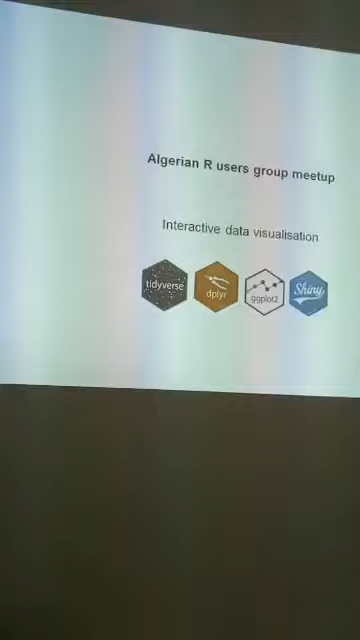 Algerian R users group meetup
Interactive data visualisation
tidyverse dplyr ggplot2 Shiny